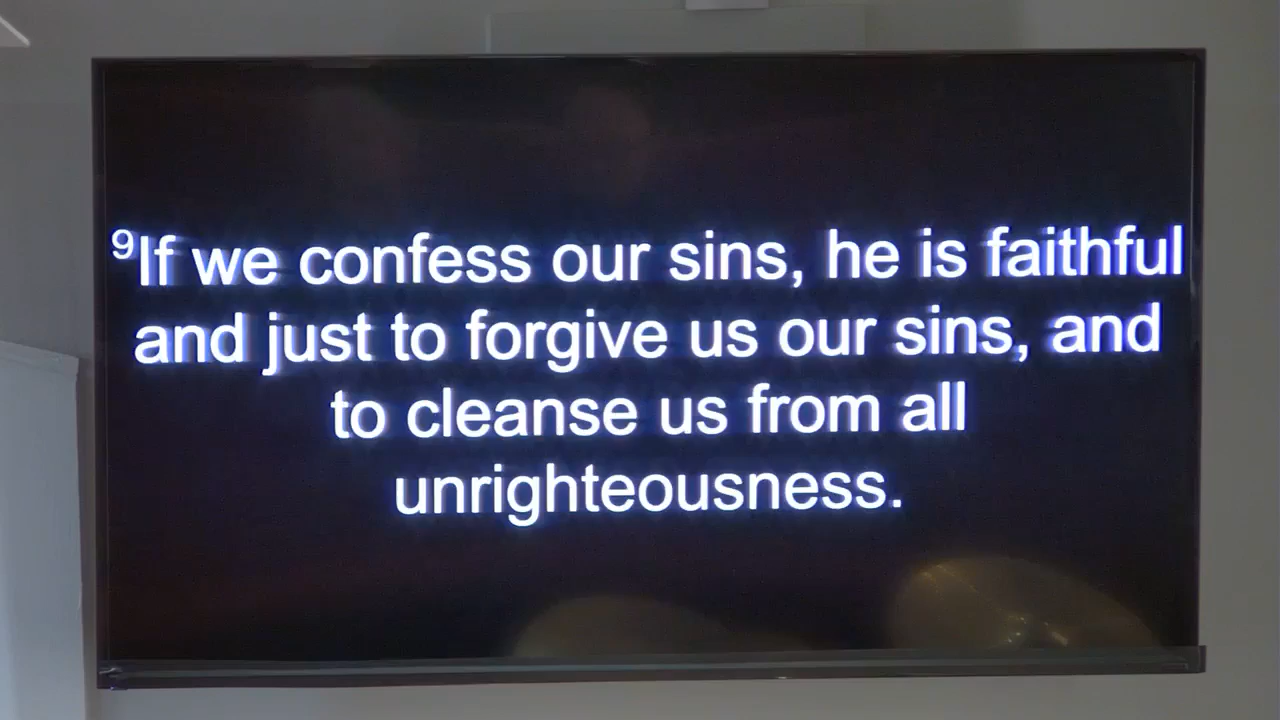 ⁹If we confess our sins, he is faithful
and just to forgive us our sins, and
to cleanse us from all
unrighteousness.